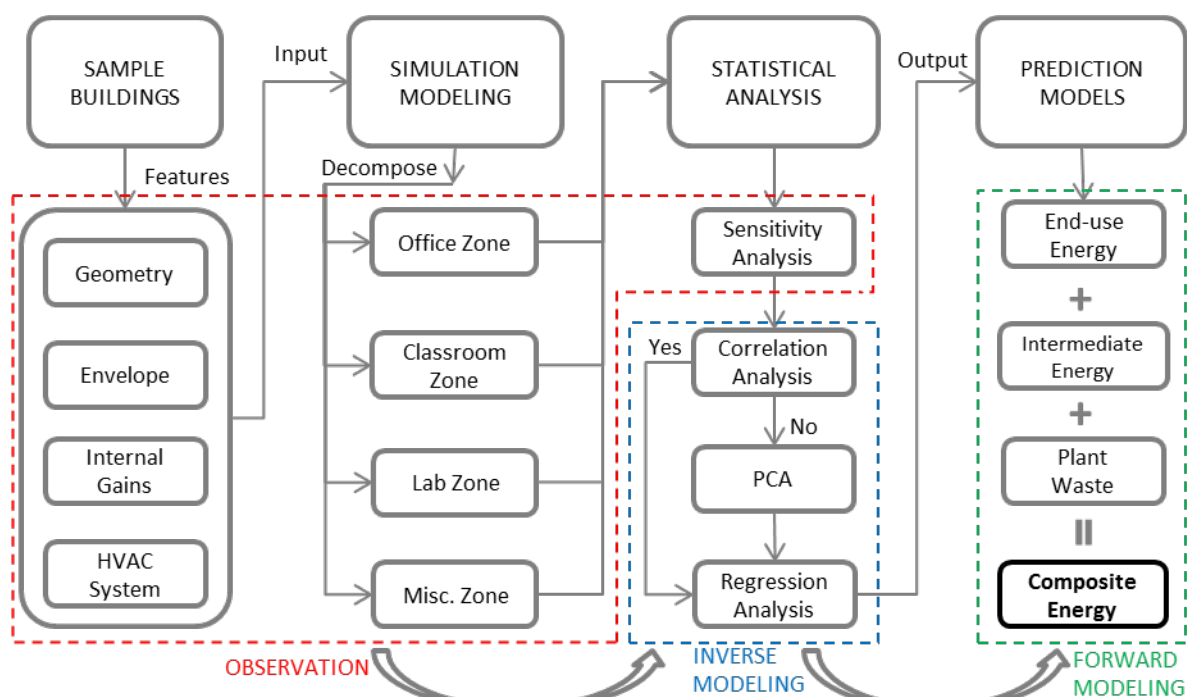 SAMPLE
BUILDINGS
Input
SIMULATION
MODELING
STATISTICAL
ANALYSIS
Output
PREDICTION
MODELS
Features
Geometry
Envelope
Internal
Gains
HVAC
System
Decompose
Office Zone
Classroom
Zone
Lab Zone
Misc. Zone
Sensitivity
Analysis
Yes
Correlation
Analysis
No
PCA
Regression
Analysis
End-use
Energy
+
Intermediate
Energy
+
Plant
Waste
=
Composite
Energy
OBSERVATION
INVERSE
MODELING
FORWARD
MODELING